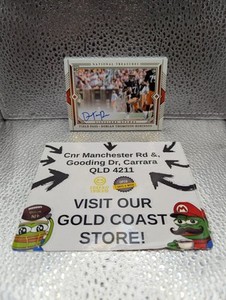 NATIONAL TREASURES
Cnr Manchester Rd &,
Gooding Dr, Carrara
QLD 4211
VISIT OUR
GOLD COAST
STORE!